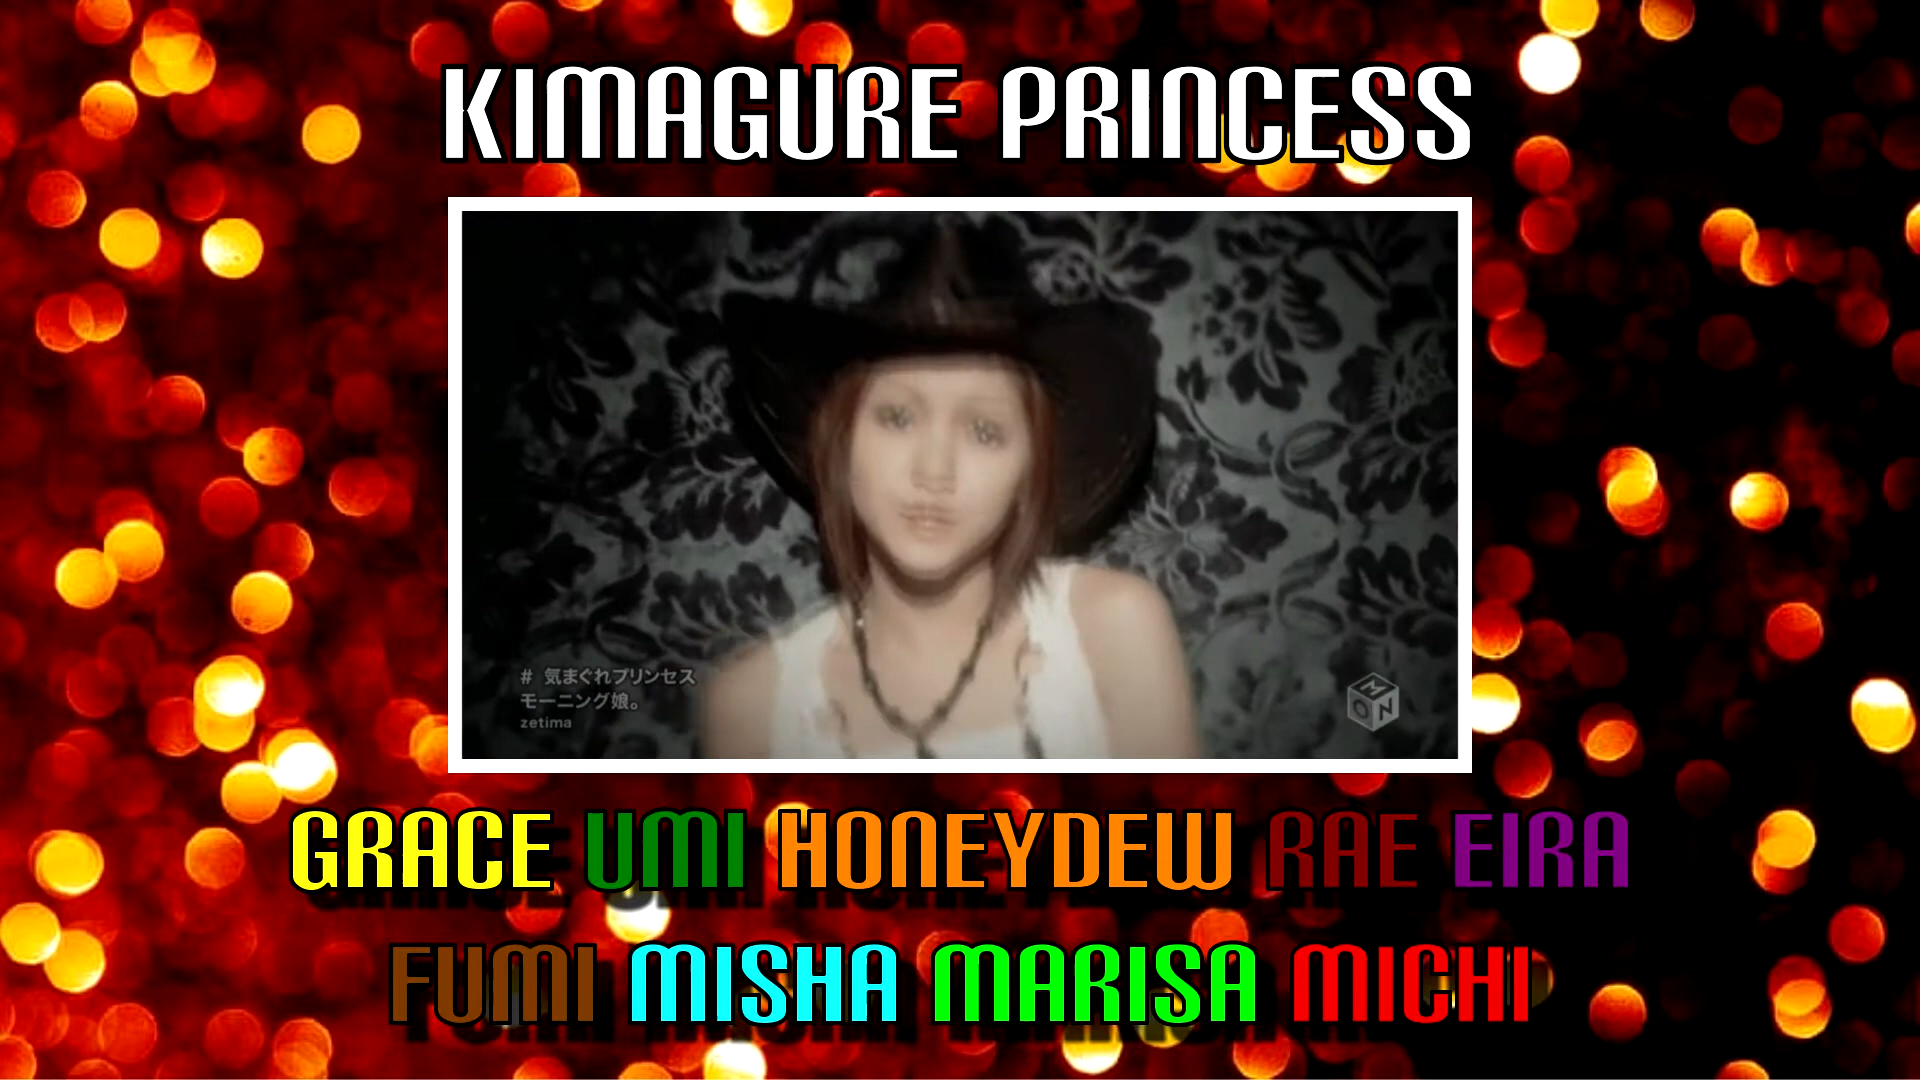 KIMAGURE PRINCESS
# 気まぐれプリンセス
モーニング娘。
zetima
MON
GRACE UMI HONEYDEW RAE EIRA
FUMI MISHA MARISA MICHI